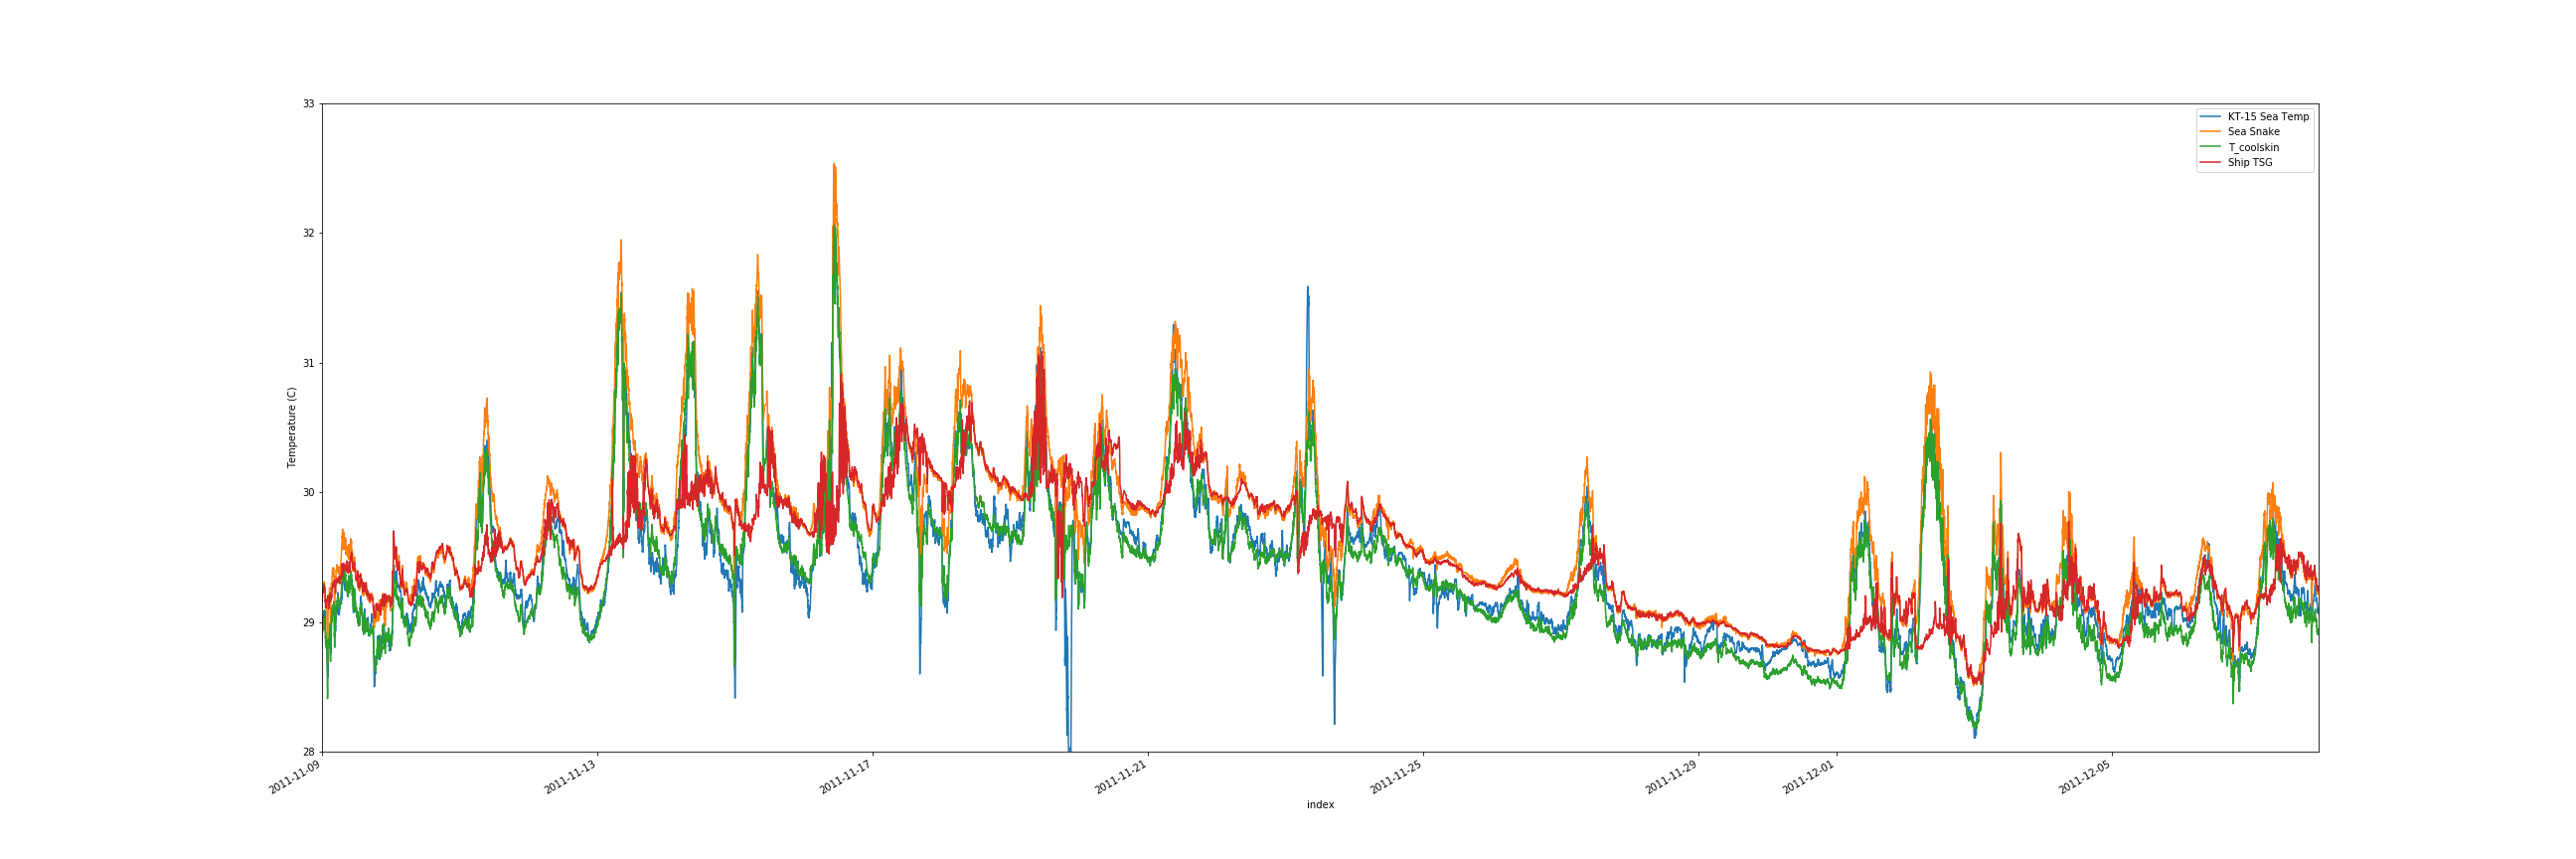 33
32
31
30
29
28
Temperature (C)
KT-15 Sea Temp
Sea Snake
T_coolskin
Ship TSG
2011-11-09
2011-11-13
2011-11-17
2011-11-21
2011-11-25
2011-11-29
2011-12-01
2011-12-05
index